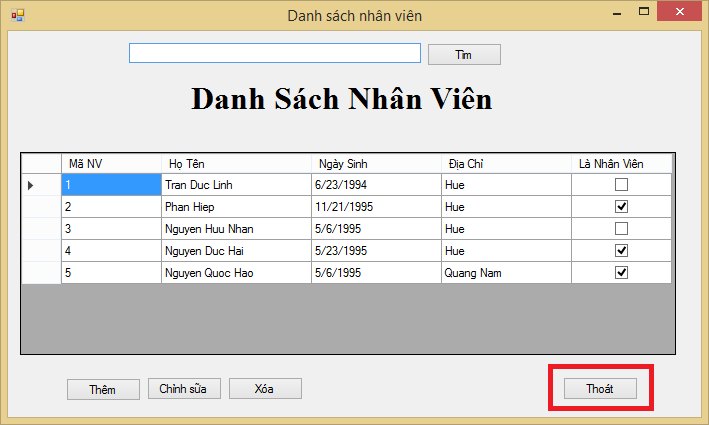 Danh sách nhân viên
Tìm
Danh Sách Nhân Viên
Mã NV Họ Tên Ngày Sinh Địa Chỉ Là Nhân Viên
1 Tran Duc Linh 6/23/1994 Hue
2 Phan Hiep 11/21/1995 Hue
3 Nguyen Huu Nhan 5/6/1995 Hue
4 Nguyen Duc Hai 5/23/1995 Hue
5 Nguyen Quoc Hao 5/6/1995 Quang Nam
Thêm Chỉnh sữa Xóa Thoát